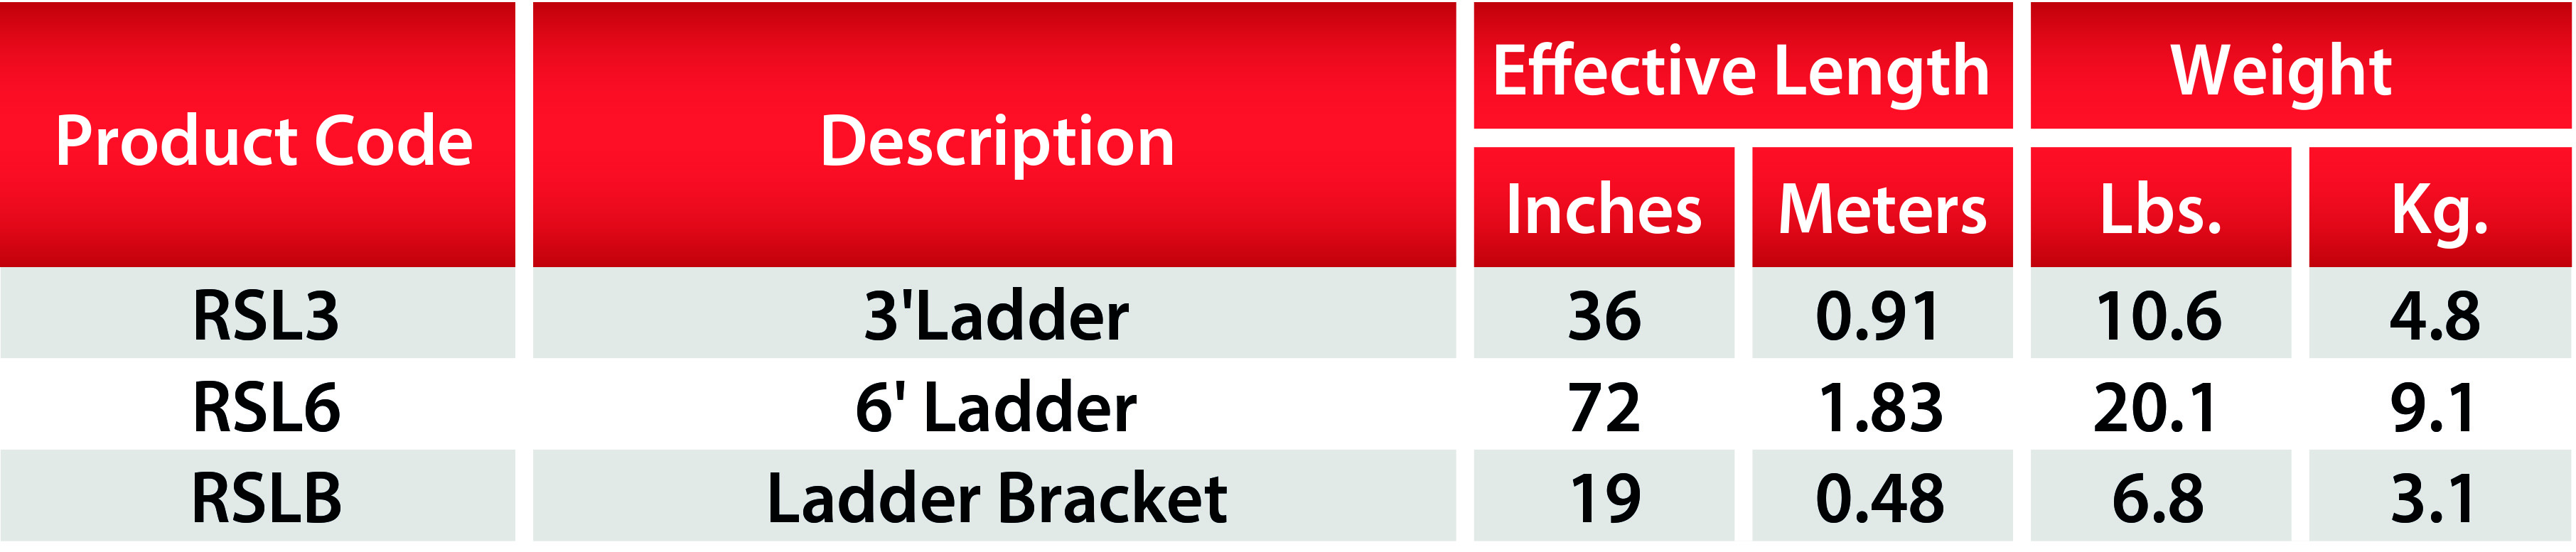 Product Code Description Effective Length Weight
Inches Meters Lbs. Kg.
RSL3 3'Ladder 36 0.91 10.6 4.8
RSL6 6' Ladder 72 1.83 20.1 9.1
RSLB Ladder Bracket 19 0.48 6.8 3.1